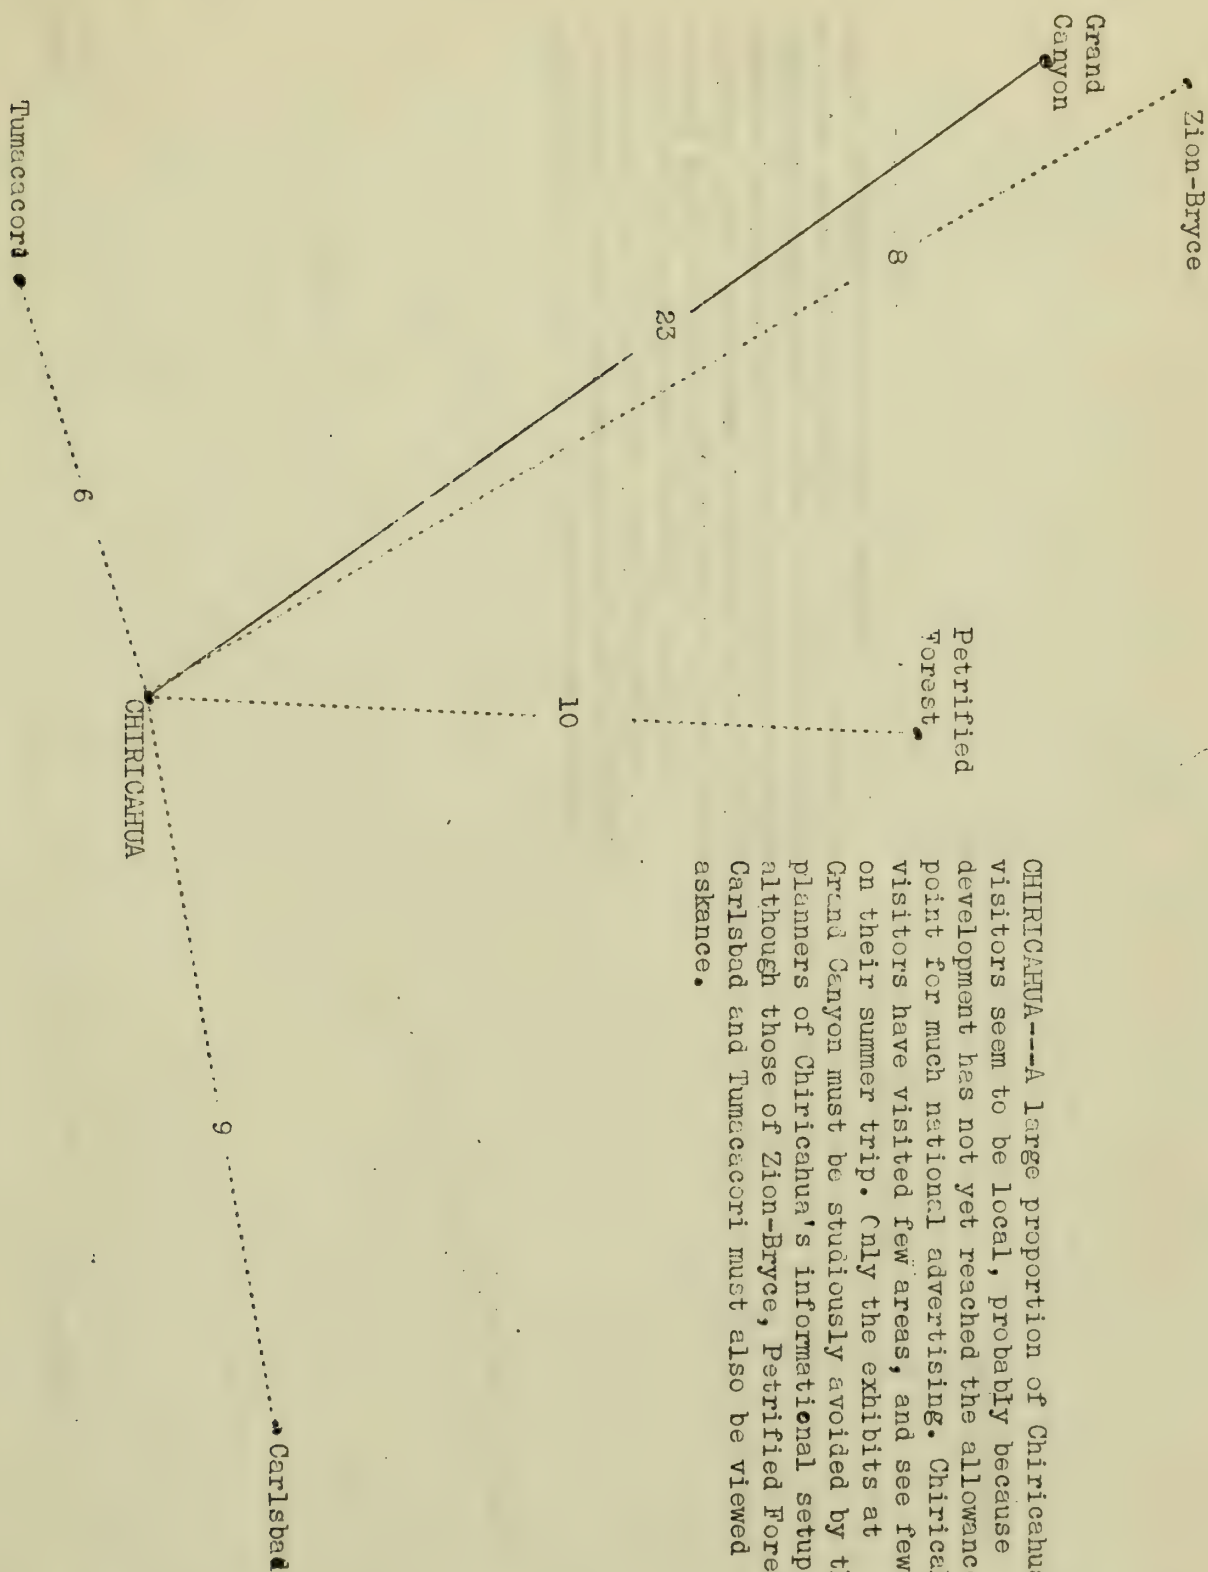 Zion-Bryce
Grand
Canyon
8
23
Petrified
Forest
10
Tumacacori
6
CHIRICAHUA
9
Carlsbad
CHIRICAHUA---A large proportion of Chiricahua
visitors seem to be local, probably because
development has not yet reached the allowanc
point for much national advertising. Chirical
visitors have visited few areas, and see few
on their summer trip. Only the exhibits at
Grand Canyon must be studiously avoided by th
planners of Chiricahua's informational setup
although those of Zion-Bryce, Petrified Fore
Carlsbad and Tumacacori must also be viewed
askance.